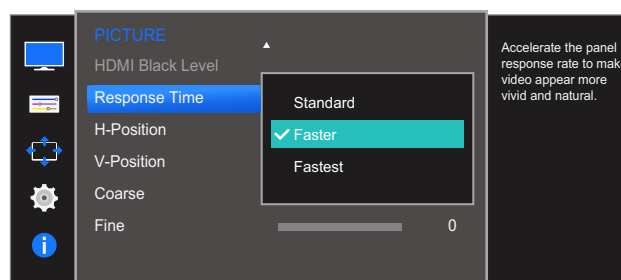 PICTURE
HDMI Black Level
Response Time
H-Position
V-Position
Coarse
Fine
0
Standard
Faster
Fastest
Accelerate the panel
response rate to make
video appear more
vivid and natural.